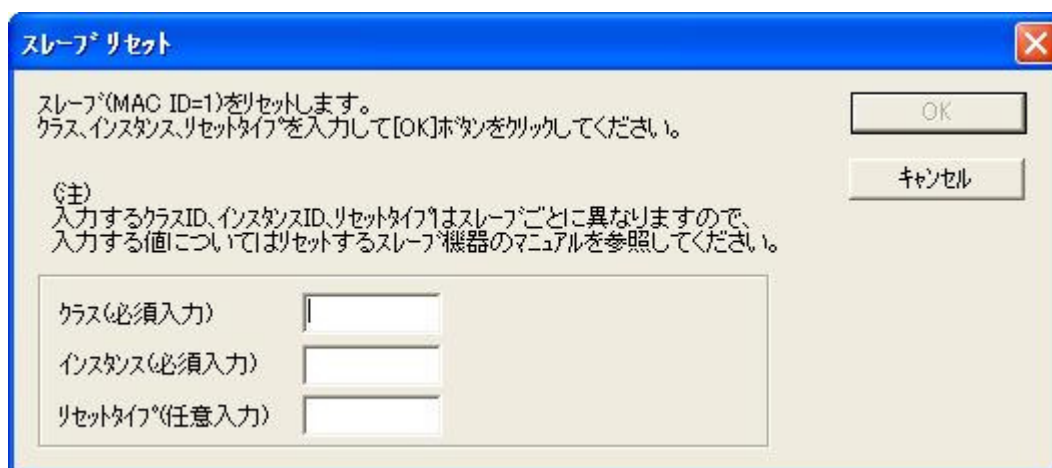 ｽﾚｰﾌﾞ ﾘｾｯﾄ
ｽﾚｰﾌﾞ(MAC ID=1)をﾘｾｯﾄします。
ｸﾗｽ､ｲﾝｽﾀﾝｽ､ﾘｾｯﾄﾀｲﾌﾟを入力して[OK]ﾎﾞﾀﾝをｸﾘｯｸしてください。
OK
ｷｬﾝｾﾙ
(注)
入力するｸﾗｽID､ｲﾝｽﾀﾝｽID､ﾘｾｯﾄﾀｲﾌﾟはｽﾚｰﾌﾞごとに異なりますので、
入力する値についてはﾘｾｯﾄするｽﾚｰﾌﾞ機器のﾏﾆｭｱﾙを参照してください。
ｸﾗｽ(必須入力)
ｲﾝｽﾀﾝｽ(必須入力)
ﾘｾｯﾄﾀｲﾌﾟ(任意入力)